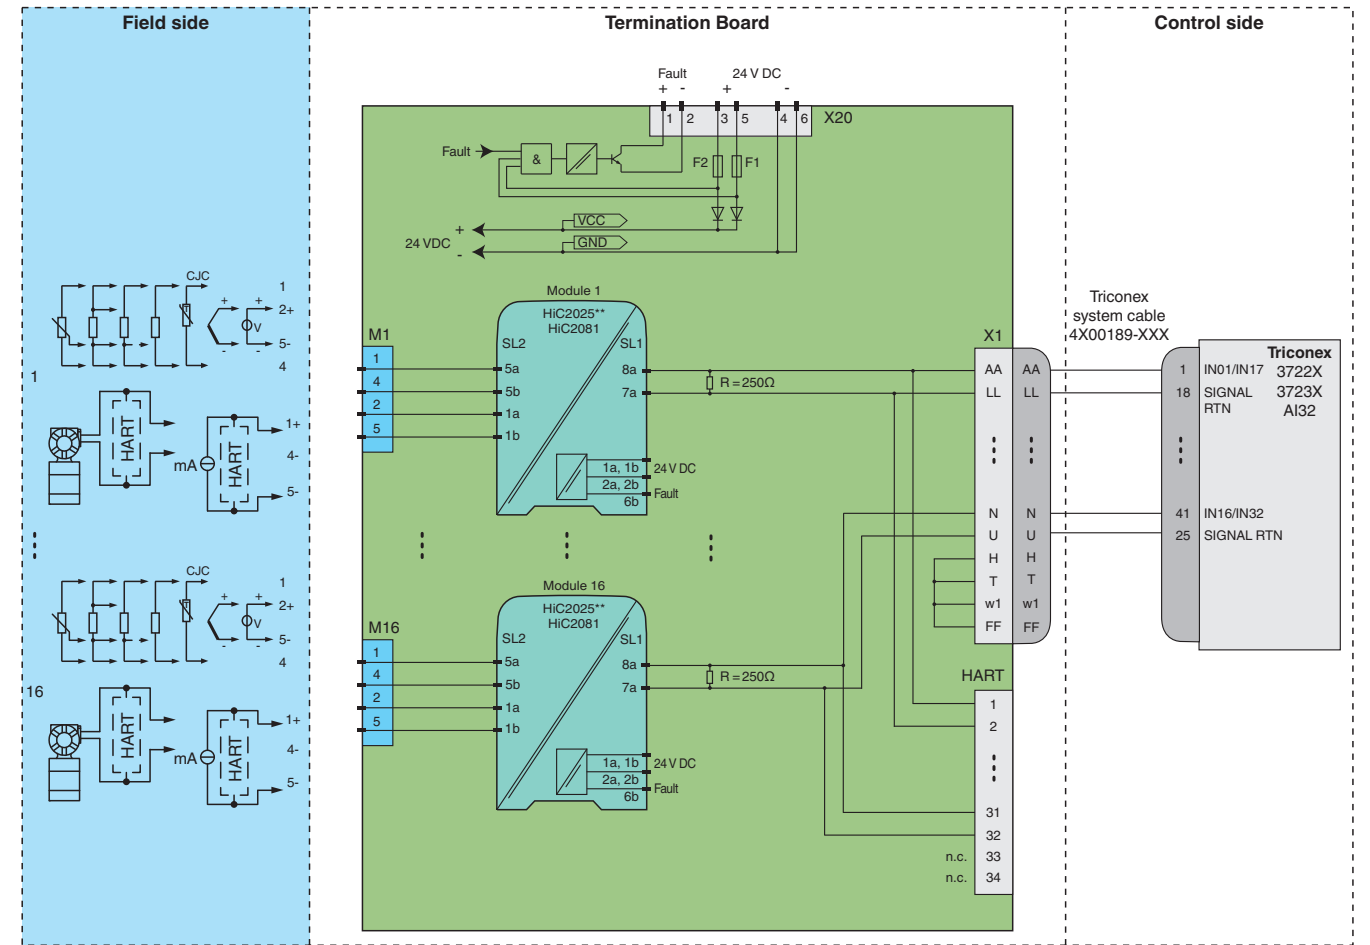 Field side
Termination Board
Control side
Fault
24 V DC
+ - + -
1 2 3 5 4 6 X20
Fault
&
F2 F1
VCC
+
24 VDC
-
GND
CJC
1
+ +
2+
V
5-
- -
4
1
HART
mA
HART
1+
4-
5-
CJC
1
+ +
2+
V
5-
- -
4
16
HART
mA
HART
1+
4-
5-
M1
1
4
2
5
Module 1
HiC2025**
HiC2081
SL2 SL1
5a 8a
5b 7a
1a
1b
R = 250Ω
1a, 1b 24 V DC
2a, 2b
Fault
6b
M16
1
4
2
5
Module 16
HiC2025**
HiC2081
SL2 SL1
5a 8a
5b 7a
1a
1b
R = 250Ω
1a, 1b 24 V DC
2a, 2b
Fault
6b
X1
AA AA
LL LL
N N
U U
H H
T T
w1 w1
FF FF
HART
1
2
31
32
n.c. 33
n.c. 34
Triconex
system cable
4X00189-XXX
Triconex
1 IN01/IN17 3722X
18 SIGNAL 3723X
RTN AI32
41 IN16/IN32
25 SIGNAL RTN